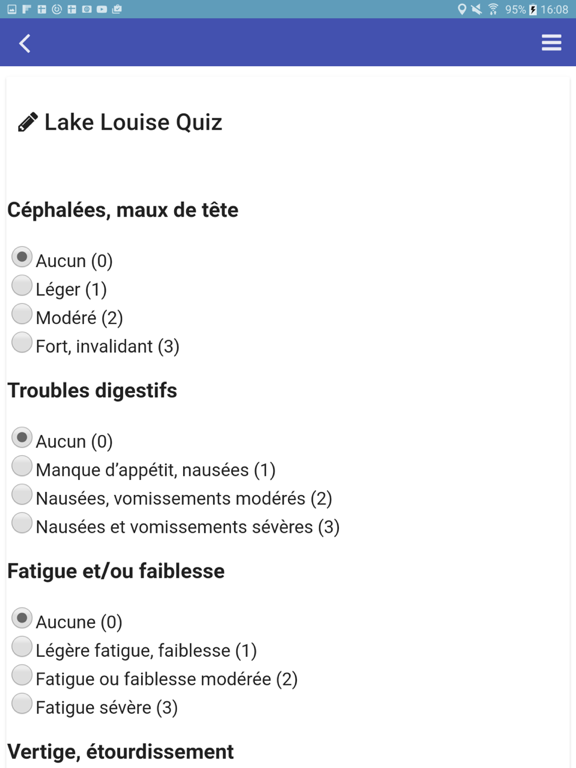 95% 16:08
Lake Louise Quiz
Céphalées, maux de tête
Aucun (0)
Léger (1)
Modéré (2)
Fort, invalidant (3)
Troubles digestifs
Aucun (0)
Manque d’appétit, nausées (1)
Nausées, vomissements modérés (2)
Nausées et vomissements sévères (3)
Fatigue et/ou faiblesse
Aucune (0)
Légère fatigue, faiblesse (1)
Fatigue ou faiblesse modérée (2)
Fatigue sévère (3)
Vertige, étourdissement